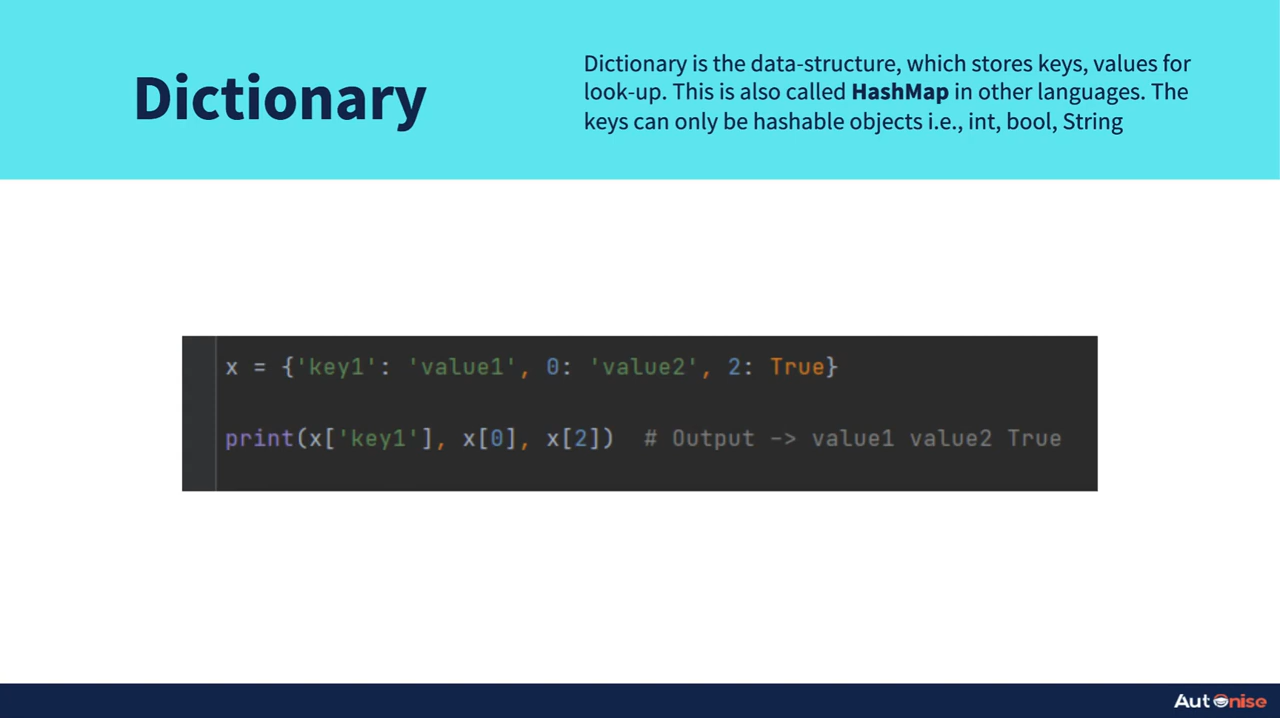 Dictionary
Dictionary is the data-structure, which stores keys, values for
look-up. This is also called HashMap in other languages. The
keys can only be hashable objects i.e., int, bool, String
x = {'key1': 'value1', 0: 'value2', 2: True}
print(x['key1'], x[0], x[2])  # Output -> value1 value2 True
Autonise